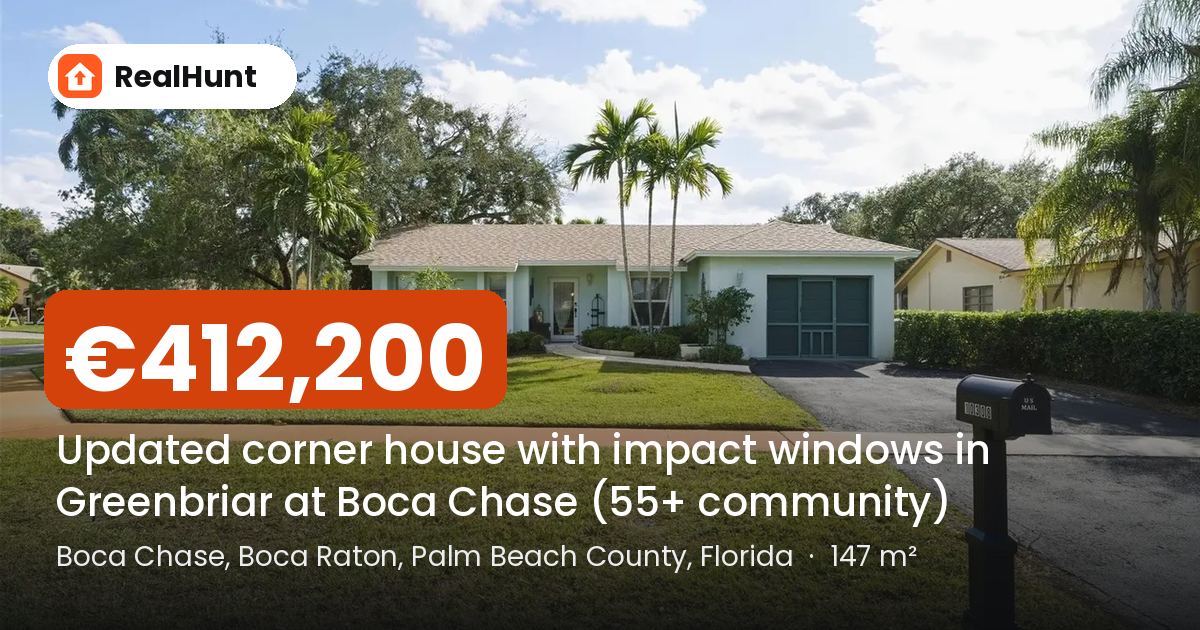 RealHunt
€412,200
U S
MAIL
Updated corner house with impact windows in
Greenbriar at Boca Chase (55+ community)
Boca Chase, Boca Raton, Palm Beach County, Florida · 147 m²